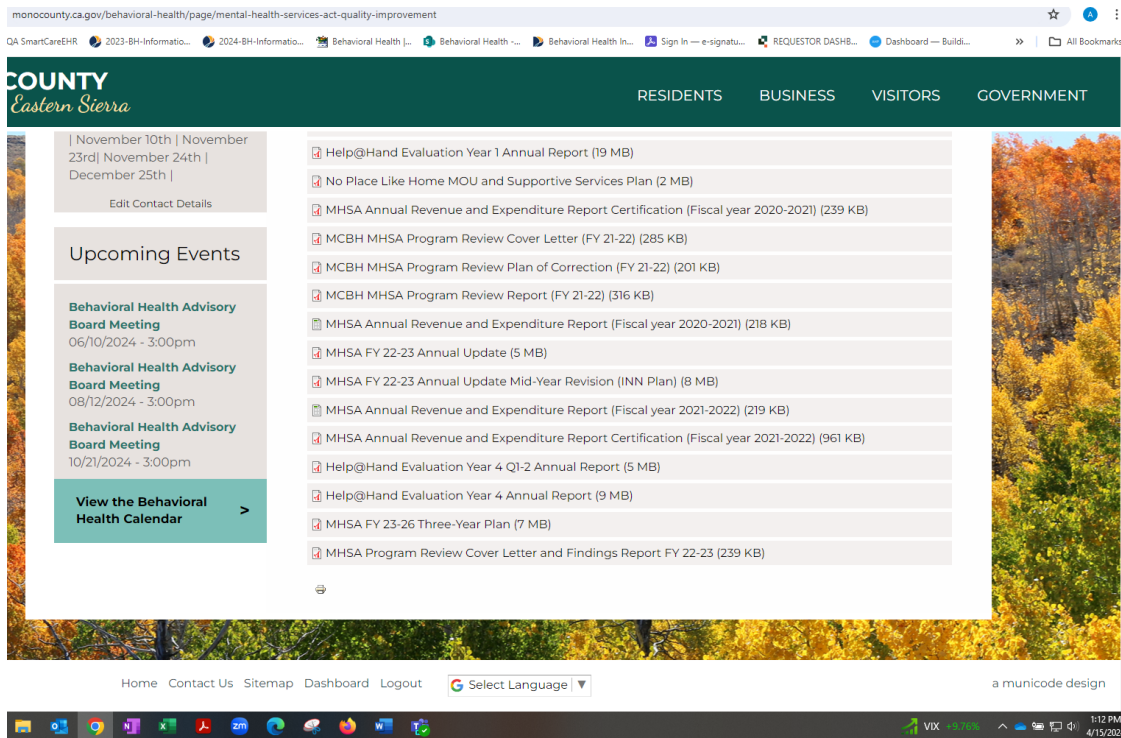 monocounty.ca.gov/behavioral-health/page/mental-health-services-act-quality-improvement
A
QA SmartCareEHR 2023-BH-Informatio... 2024-BH-Informatio... Behavioral Health |... Behavioral Health -... Behavioral Health In... Sign In — e-signatu... REQUESTOR DASHB... Dashboard — Buildi... » All Bookmarks
COUNTY
Eastern Sierra
RESIDENTS BUSINESS VISITORS GOVERNMENT
| November 10th | November
23rd| November 24th |
December 25th |
Edit Contact Details
Upcoming Events
Behavioral Health Advisory
Board Meeting
06/10/2024 - 3:00pm
Behavioral Health Advisory
Board Meeting
08/12/2024 - 3:00pm
Behavioral Health Advisory
Board Meeting
10/21/2024 - 3:00pm
View the Behavioral
Health Calendar >
Help@Hand Evaluation Year 1 Annual Report (19 MB)
No Place Like Home MOU and Supportive Services Plan (2 MB)
MHSA Annual Revenue and Expenditure Report Certification (Fiscal year 2020-2021) (239 KB)
MCBH MHSA Program Review Cover Letter (FY 21-22) (285 KB)
MCBH MHSA Program Review Plan of Correction (FY 21-22) (201 KB)
MCBH MHSA Program Review Report (FY 21-22) (316 KB)
MHSA Annual Revenue and Expenditure Report (Fiscal year 2020-2021) (218 KB)
MHSA FY 22-23 Annual Update (5 MB)
MHSA FY 22-23 Annual Update Mid-Year Revision (INN Plan) (8 MB)
MHSA Annual Revenue and Expenditure Report (Fiscal year 2021-2022) (219 KB)
MHSA Annual Revenue and Expenditure Report Certification (Fiscal year 2021-2022) (961 KB)
Help@Hand Evaluation Year 4 Q1-2 Annual Report (5 MB)
Help@Hand Evaluation Year 4 Annual Report (9 MB)
MHSA FY 23-26 Three-Year Plan (7 MB)
MHSA Program Review Cover Letter and Findings Report FY 22-23 (239 KB)
Home Contact Us Sitemap Dashboard Logout G Select Language ▼ a municode design
zm VIX +9.76% 1:12 PM
4/15/202